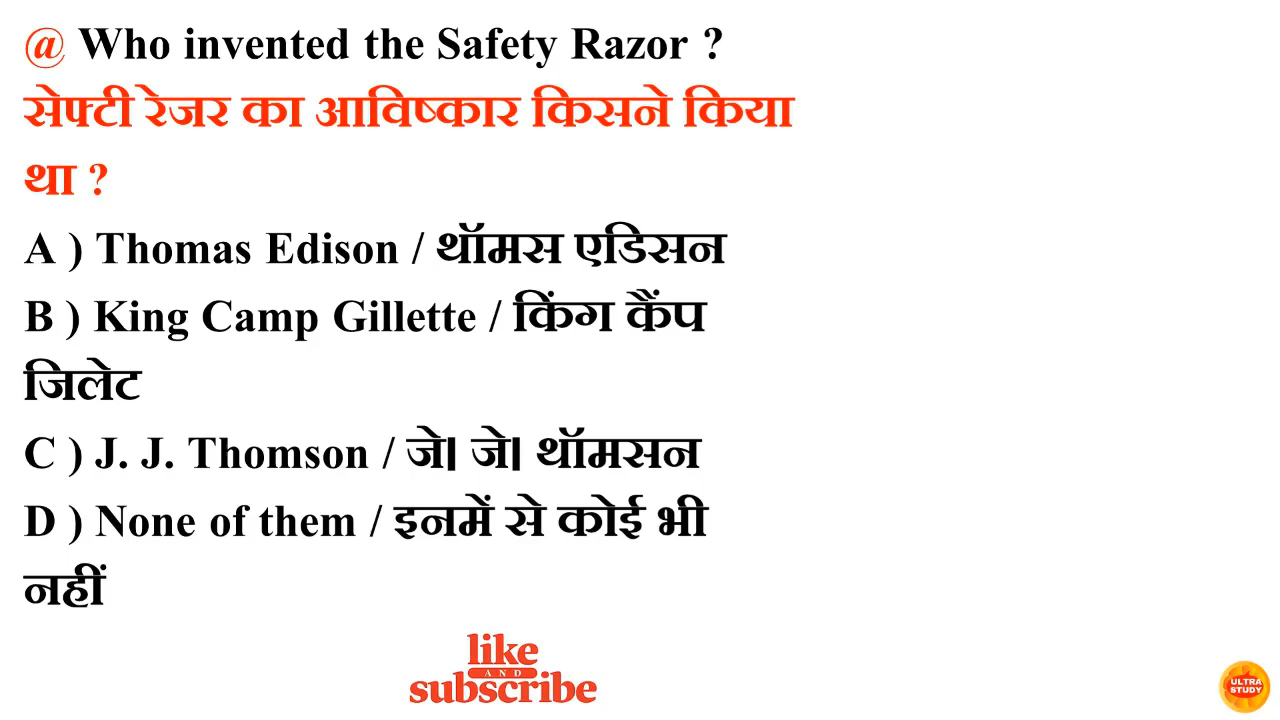 @ Who invented the Safety Razor ?
सेफ्टी रेजर का आविष्कार किसने किया
था ?
A ) Thomas Edison / थॉमस एडिसन
B ) King Camp Gillette / किंग कैंप
जिलेट
C ) J. J. Thomson / जे। जे। थॉमसन
D ) None of them / इनमें से कोई भी
नहीं
like
AND
subscribe
ULTRA
STUDY